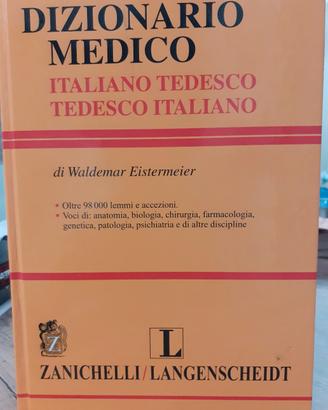 DIZIONARIO
MEDICO
ITALIANO TEDESCO
TEDESCO ITALIANO
di Waldemar Eistermeier
• Oltre 98 000 lemmi e accezioni.
• Voci di: anatomia, biologia, chirurgia, farmacologia,
genetica, patologia, psichiatria e di altre discipline
Z
L
ZANICHELLI/LANGENSCHEIDT